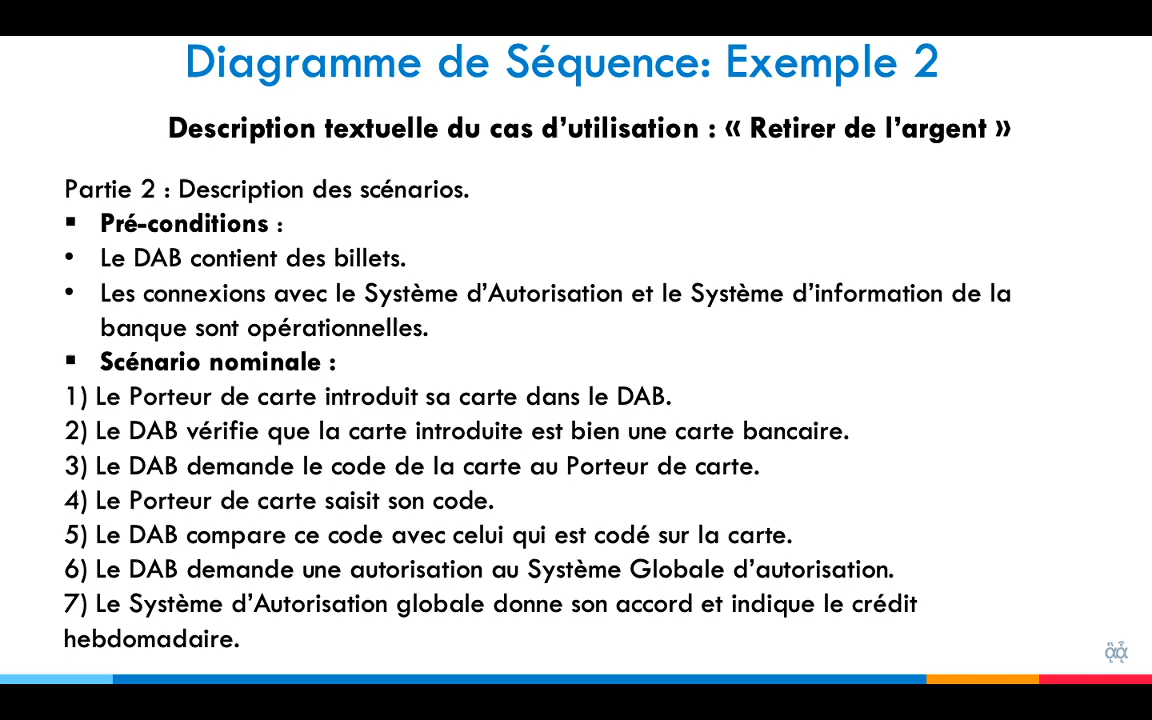 Diagramme de Séquence: Exemple 2
Description textuelle du cas d’utilisation : « Retirer de l’argent »
Partie 2 : Description des scénarios.
▪ Pré-conditions :
• Le DAB contient des billets.
• Les connexions avec le Système d’Autorisation et le Système d’information de la
banque sont opérationnelles.
▪ Scénario nominale :
1) Le Porteur de carte introduit sa carte dans le DAB.
2) Le DAB vérifie que la carte introduite est bien une carte bancaire.
3) Le DAB demande le code de la carte au Porteur de carte.
4) Le Porteur de carte saisit son code.
5) Le DAB compare ce code avec celui qui est codé sur la carte.
6) Le DAB demande une autorisation au Système Globale d’autorisation.
7) Le Système d’Autorisation globale donne son accord et indique le crédit
hebdomadaire.